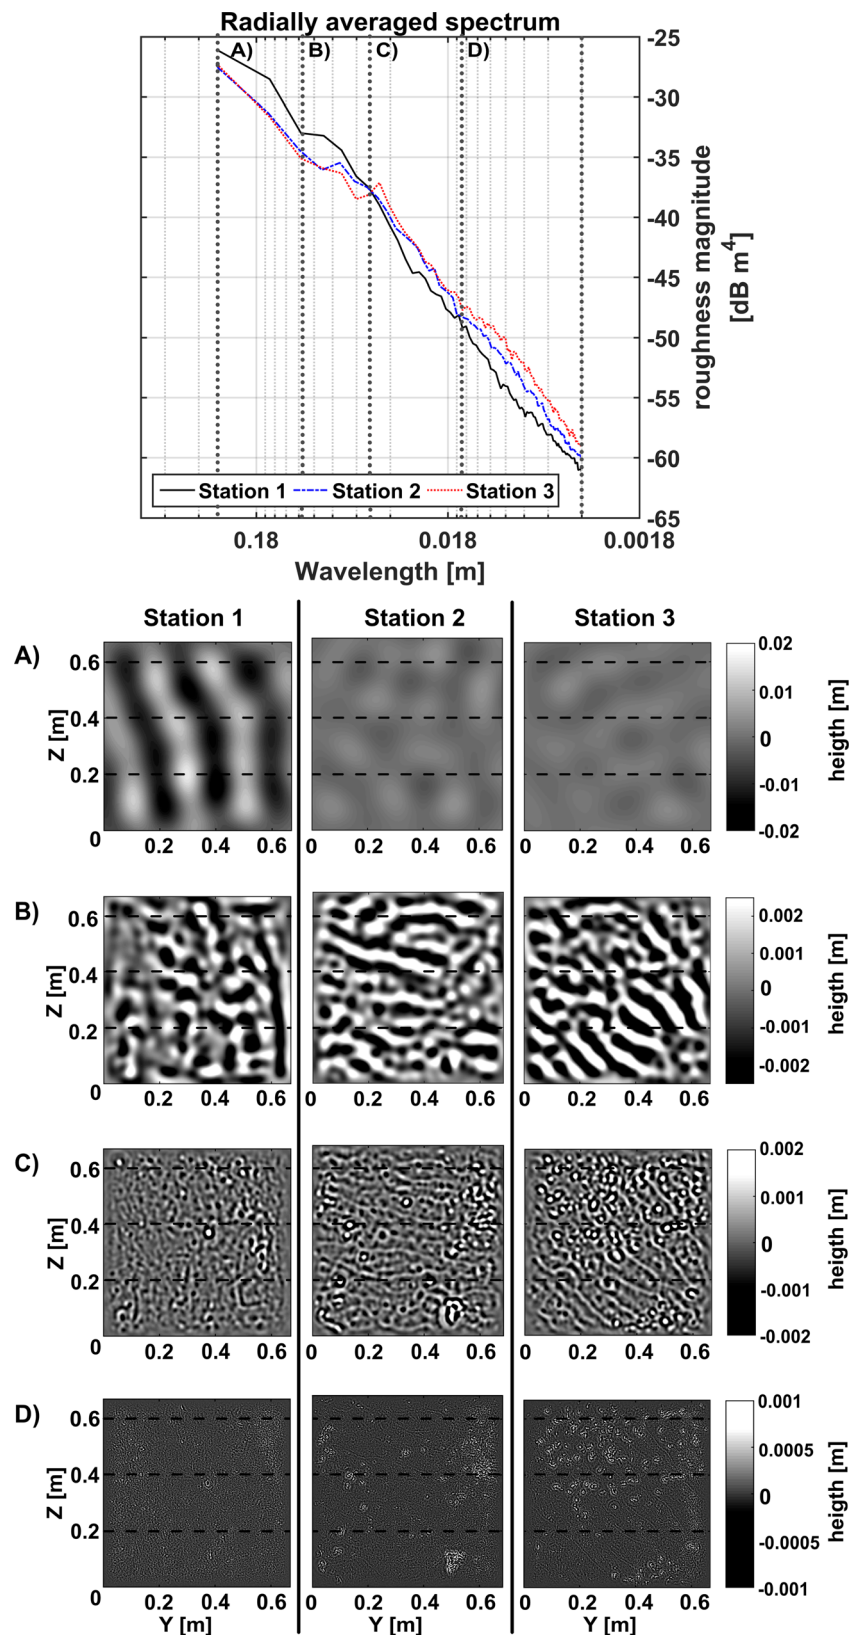 Radially averaged spectrum
A) B) C) D)
-25
-30
-35
-40
-45
-50
-55
-60
-65
roughness magnitude
[dB m4]
Station 1 Station 2 Station 3
0.18 0.018 0.0018
Wavelength [m]
Station 1 Station 2 Station 3
A)
Z [m]
0.6
0.4
0.2
0
0.2 0.4 0.6 0 0.2 0.4 0.6 0 0.2 0.4 0.6
0.02
0.01
0
-0.01
-0.02
heigth [m]
B)
Z [m]
0.6
0.4
0.2
0
0.2 0.4 0.6 0 0.2 0.4 0.6 0 0.2 0.4 0.6
0.002
0.001
0
-0.001
-0.002
heigth [m]
C)
Z [m]
0.6
0.4
0.2
0
0.2 0.4 0.6 0 0.2 0.4 0.6 0 0.2 0.4 0.6
0.002
0.001
0
-0.001
-0.002
heigth [m]
D)
Z [m]
0.6
0.4
0.2
0
0.2 0.4 0.6 0 0.2 0.4 0.6 0 0.2 0.4 0.6
Y [m] Y [m] Y [m]
0.001
0.0005
0
-0.0005
-0.001
heigth [m]